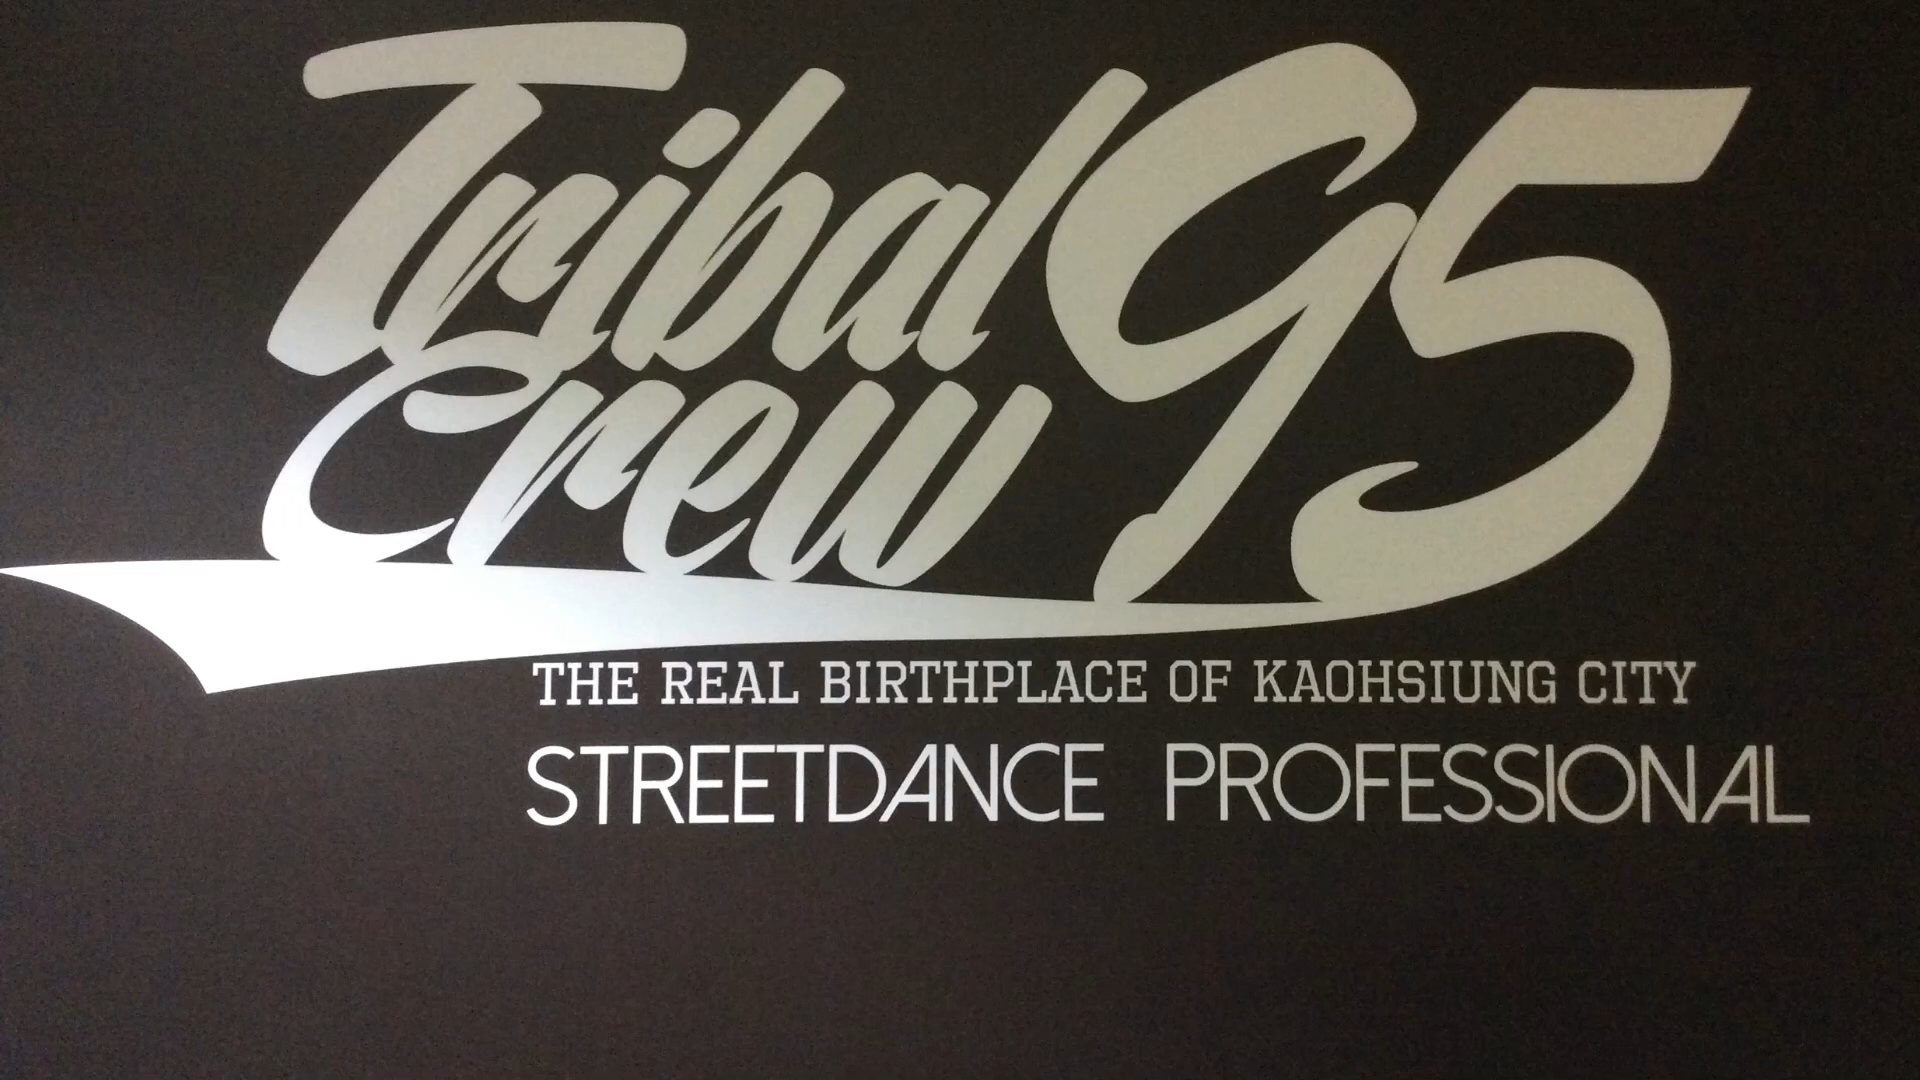 Tribal 95
Crew
THE REAL BIRTHPLACE OF KAOHSIUNG CITY
STREETDANCE PROFESSIONAL